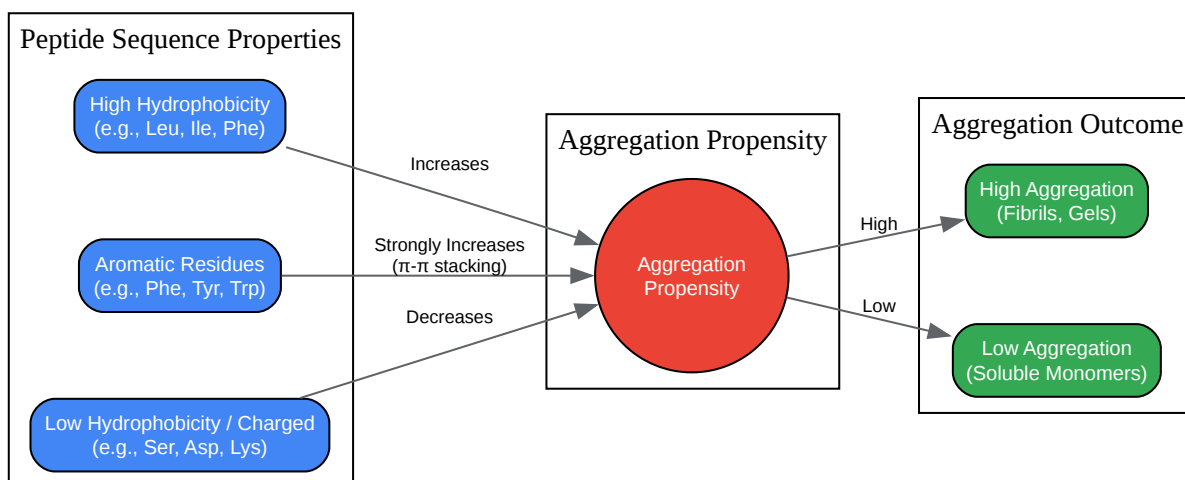 Peptide Sequence Properties
High Hydrophobicity
(e.g., Leu, Ile, Phe)
Aromatic Residues
(e.g., Phe, Tyr, Trp)
Low Hydrophobicity / Charged
(e.g., Ser, Asp, Lys)
Increases
Strongly Increases
(π-π stacking)
Decreases
Aggregation Propensity
Aggregation
Propensity
High
Low
Aggregation Outcome
High Aggregation
(Fibrils, Gels)
Low Aggregation
(Soluble Monomers)